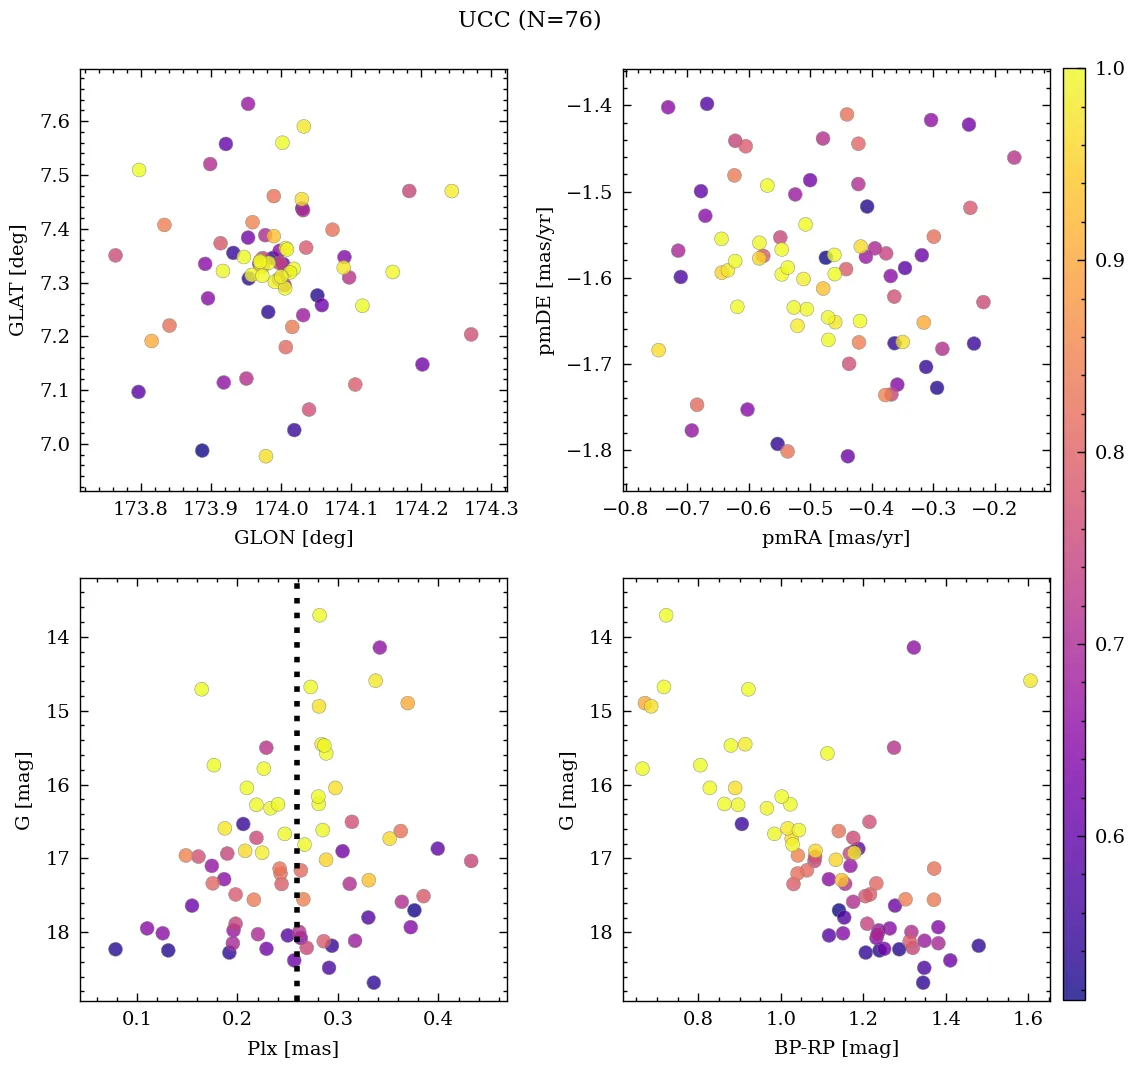 UCC (N=76)
7.6
7.5
7.4
7.3
7.2
7.1
7.0
GLAT [deg]
173.8 173.9 174.0 174.1 174.2 174.3
GLON [deg]
−1.4
−1.5
−1.6
−1.7
−1.8
pmDE [mas/yr]
−0.8 −0.7 −0.6 −0.5 −0.4 −0.3 −0.2
pmRA [mas/yr]
1.0
0.9
0.8
0.7
0.6
14
15
16
17
18
G [mag]
0.1 0.2 0.3 0.4
Plx [mas]
14
15
16
17
18
G [mag]
0.8 1.0 1.2 1.4 1.6
BP-RP [mag]